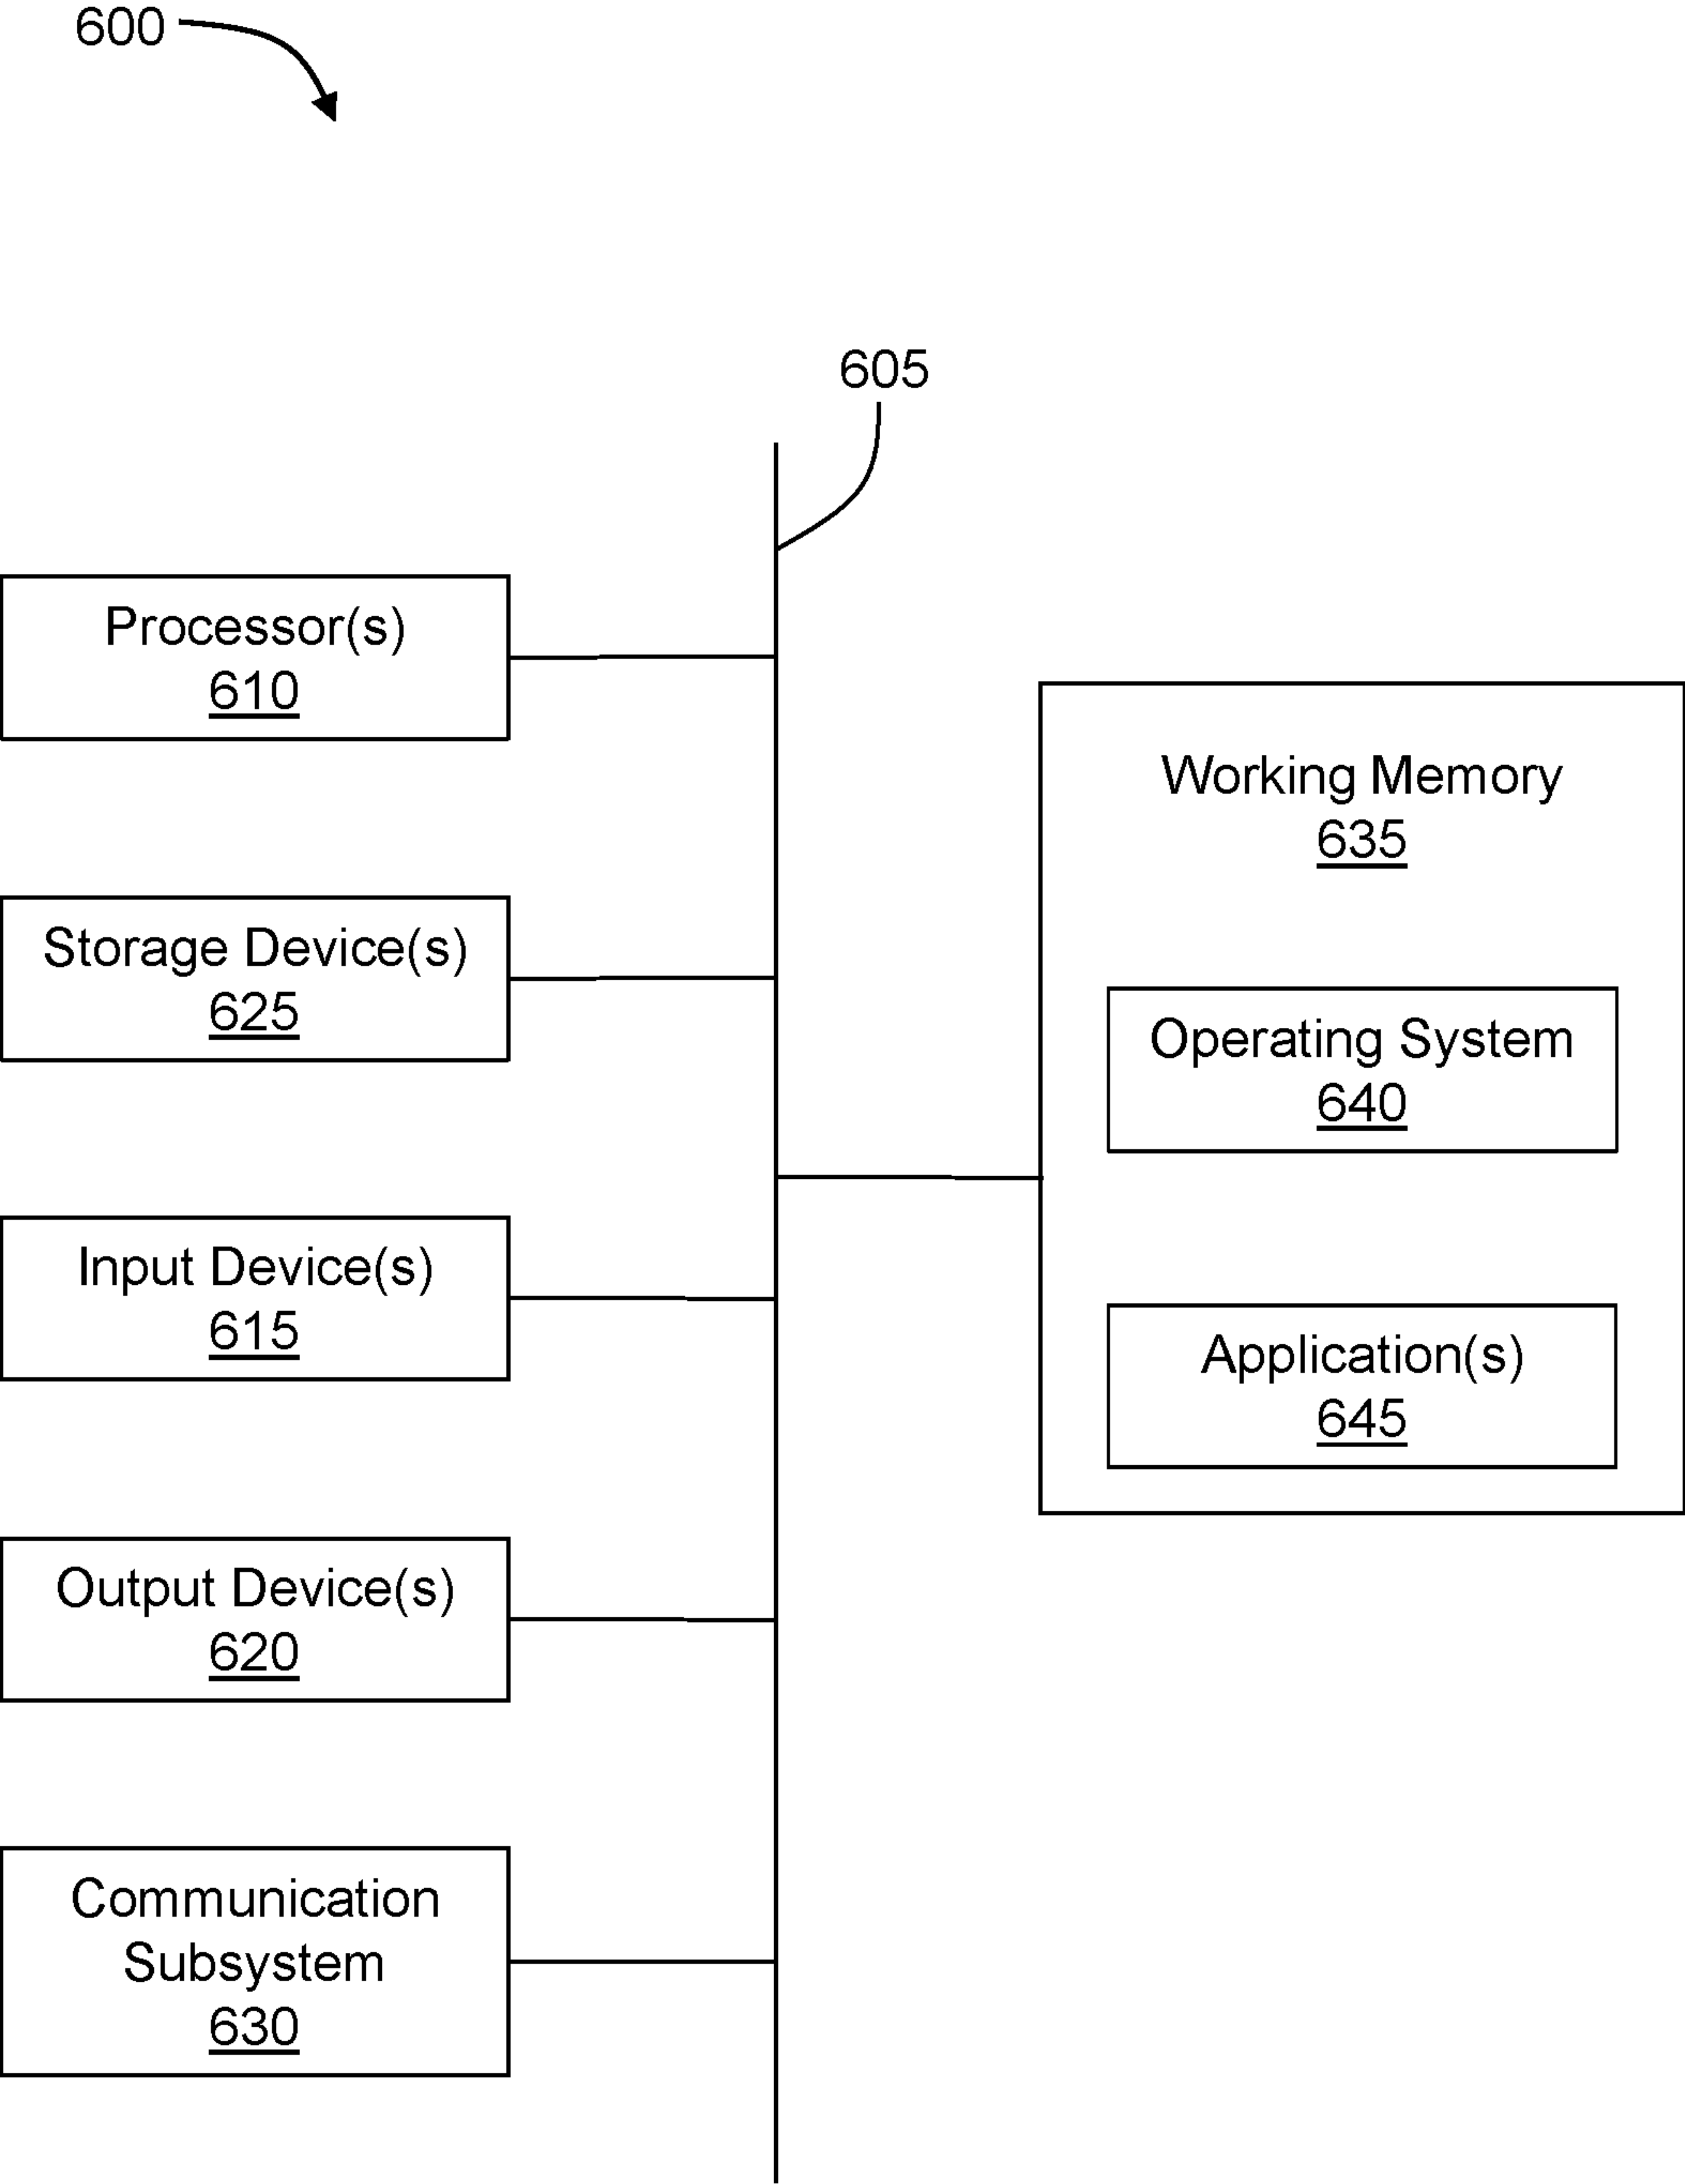 600
605
Processor(s)
610
Storage Device(s)
625
Input Device(s)
615
Output Device(s)
620
Communication
Subsystem
630
Working Memory
635
Operating System
640
Application(s)
645